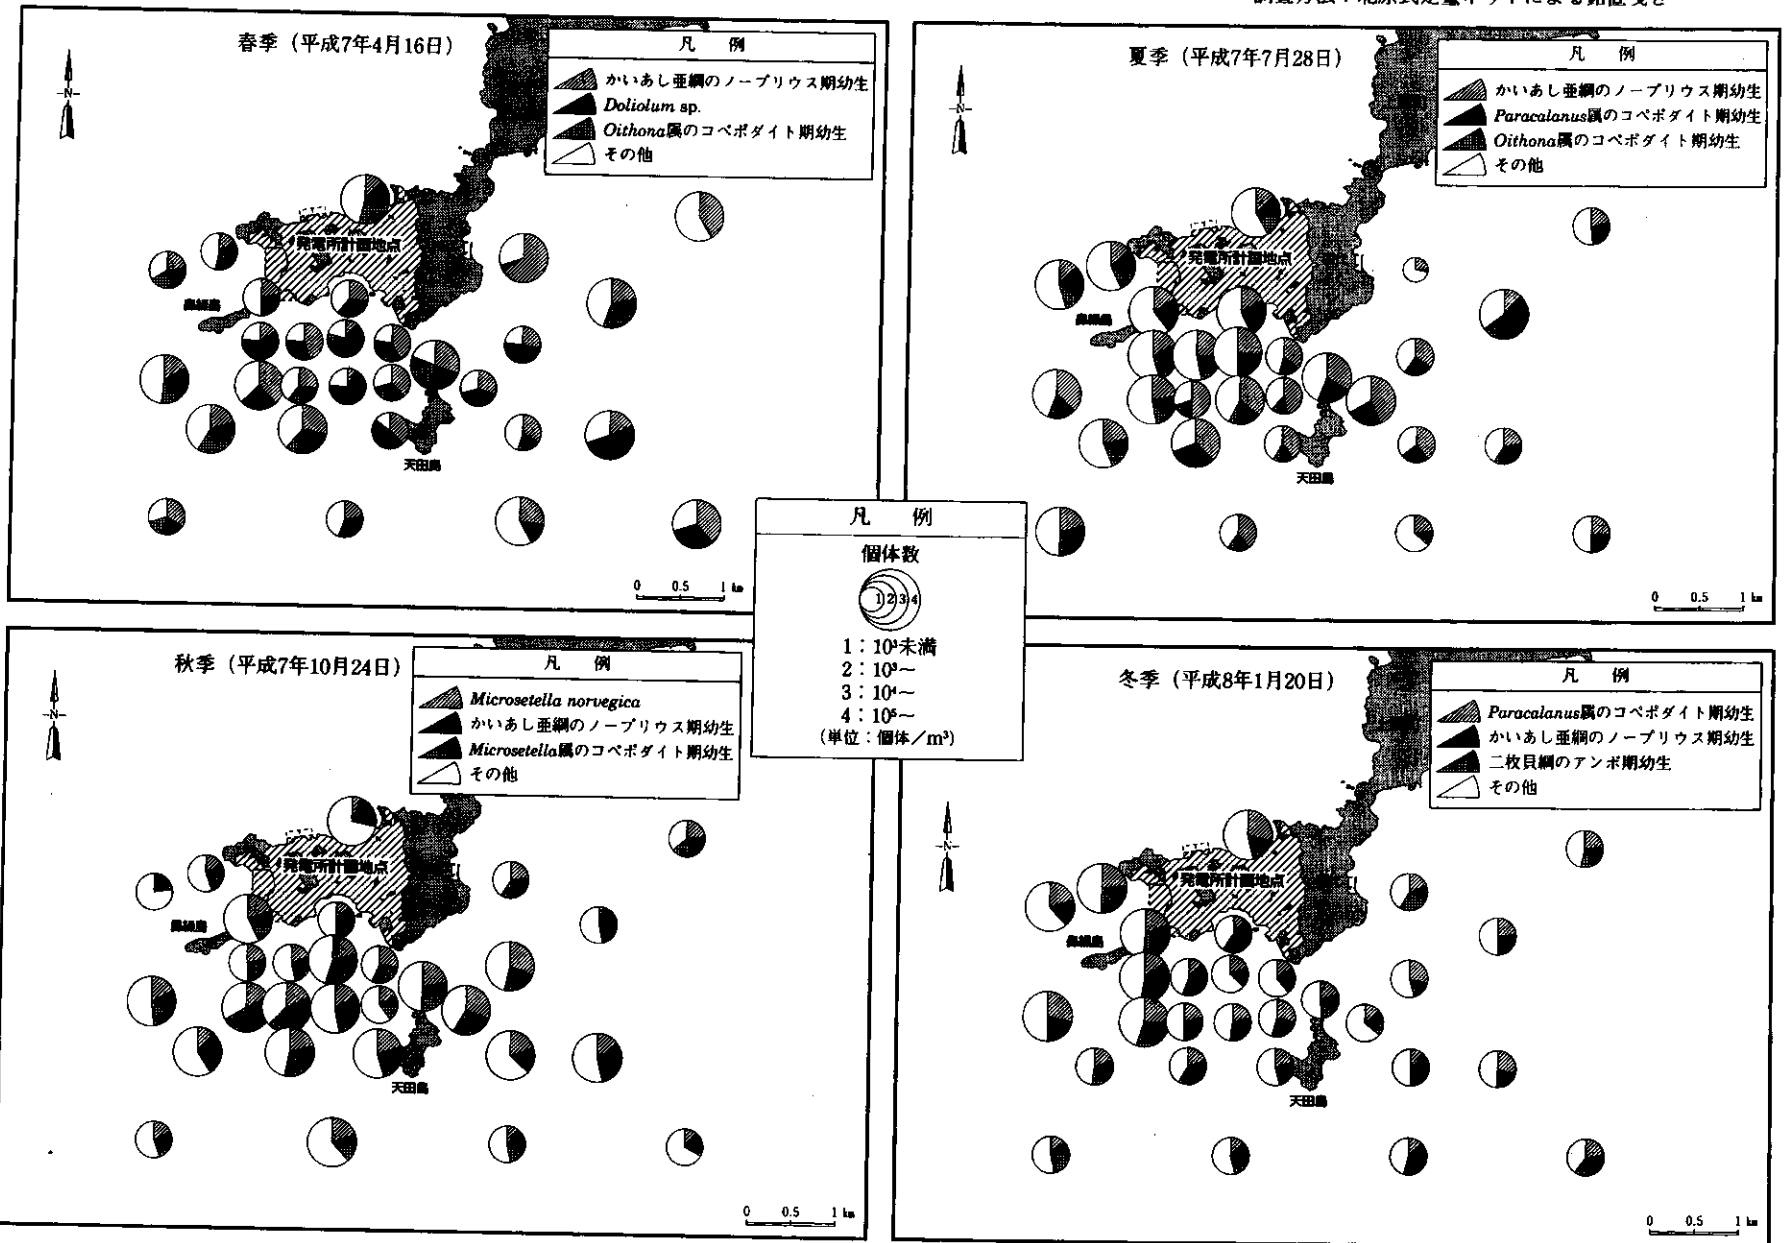 春季（平成7年4月16日）
凡　例
かいあし亜綱のノープリウス期幼生
Doliolum sp.
Oithona属のコペポダイト期幼生
その他
N
発電所計画地点
天田島
0 0.5 1 km
夏季（平成7年7月28日）
凡　例
かいあし亜綱のノープリウス期幼生
Paracalanus属のコペポダイト期幼生
Oithona属のコペポダイト期幼生
その他
N
発電所計画地点
天田島
0 0.5 1 km
凡　例
個体数
1 2 3 4
1：10³未満
2：10³～
3：10⁴～
4：10⁵～
（単位：個体／m³）
秋季（平成7年10月24日）
凡　例
Microsetella norvegica
かいあし亜綱のノープリウス期幼生
Microsetella属のコペポダイト期幼生
その他
N
発電所計画地点
天田島
0 0.5 1 km
冬季（平成8年1月20日）
凡　例
Paracalanus属のコペポダイト期幼生
かいあし亜綱のノープリウス期幼生
二枚貝綱のアンボ期幼生
その他
N
発電所計画地点
天田島
0 0.5 1 km